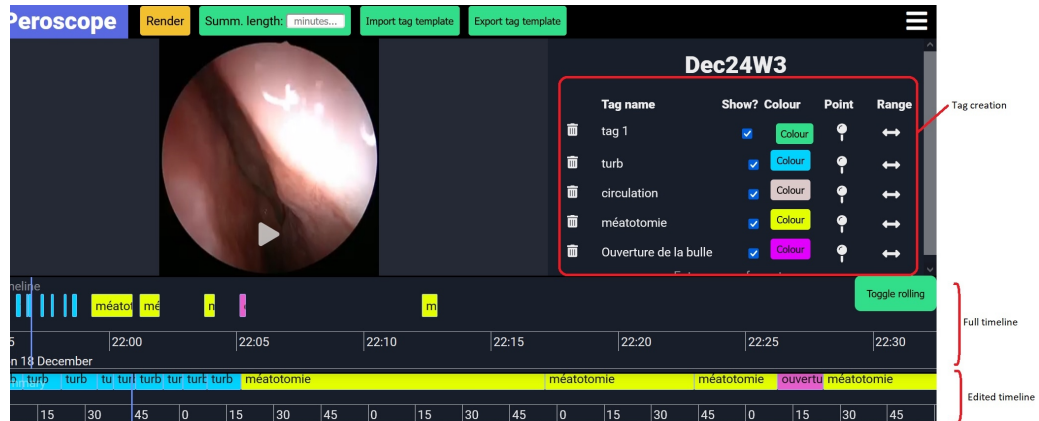 Peroscope Render Summ. length: minutes... Import tag template Export tag template
Dec24W3
Tag name Show? Colour Point Range
Tag creation
tag 1 Colour
turb Colour
circulation Colour
méatotomie Colour
Ouverture de la bulle Colour
meline
Toggle rolling
méatot mé n m
Full timeline
5 22:00 22:05 22:10 22:15 22:20 22:25 22:30
n 18 December
turb turb tu turl turb tur turl turb méatotomie méatotomie méatotomie ouvertu méatotomie
Edited timeline
15 30 45 0 15 30 45 0 15 30 45 0 15 30 45 0 15 30 45